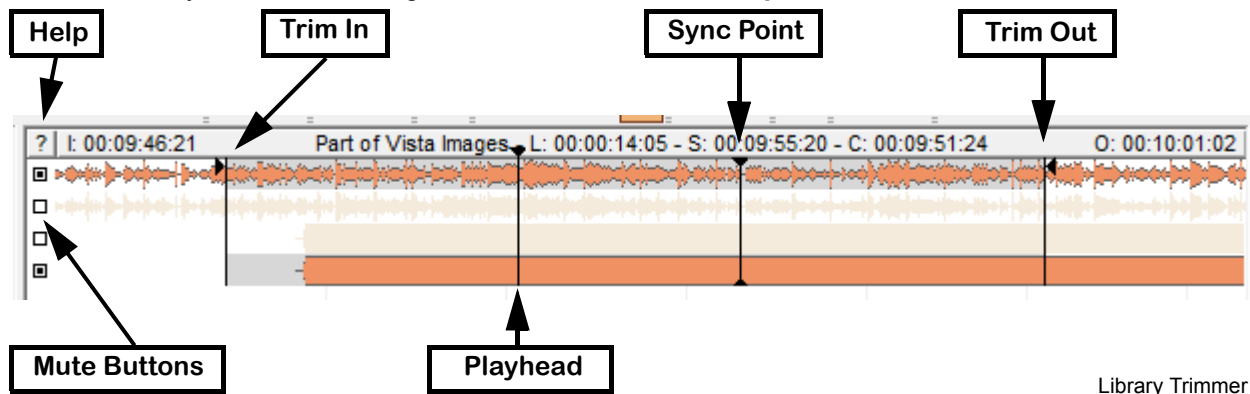 Help
Trim In
Sync Point
Trim Out
? I: 00:09:46:21 Part of Vista Images - L: 00:00:14:05 - S: 00:09:55:20 - C: 00:09:51:24 O: 00:10:01:02
Mute Buttons
Playhead
Library Trimmer